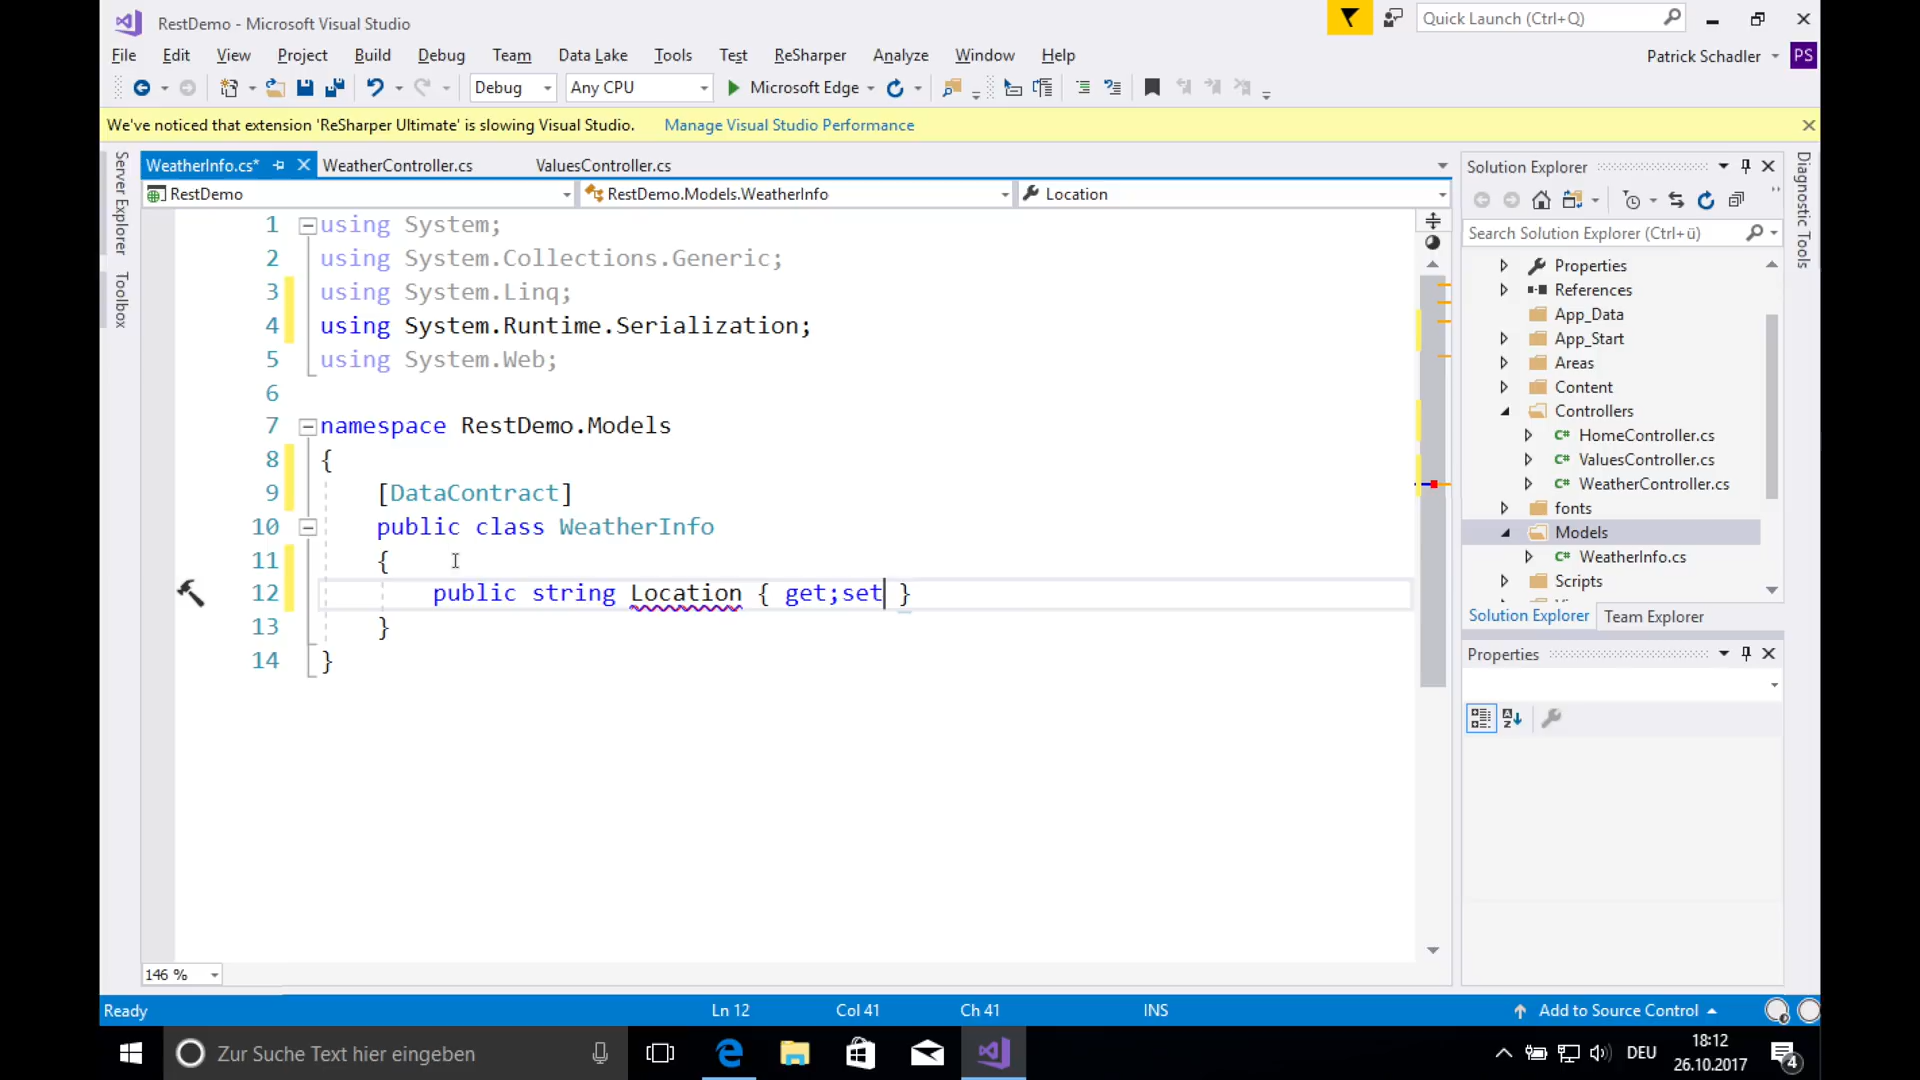 RestDemo - Microsoft Visual Studio
Quick Launch (Ctrl+Q)
File Edit View Project Build Debug Team Data Lake Tools Test ReSharper Analyze Window Help
Patrick Schadler PS
Debug Any CPU Microsoft Edge
We've noticed that extension 'ReSharper Ultimate' is slowing Visual Studio. Manage Visual Studio Performance
Server Explorer
Toolbox
WeatherInfo.cs* WeatherController.cs ValuesController.cs
RestDemo RestDemo.Models.WeatherInfo Location
1 using System;
2 using System.Collections.Generic;
3 using System.Linq;
4 using System.Runtime.Serialization;
5 using System.Web;
6
7 namespace RestDemo.Models
8 {
9 [DataContract]
10 public class WeatherInfo
11 {
12 public string Location { get;set }
13 }
14 }
146 %
Solution Explorer
Search Solution Explorer (Ctrl+ü)
Properties
References
App_Data
App_Start
Areas
Content
Controllers
C# HomeController.cs
C# ValuesController.cs
C# WeatherController.cs
fonts
Models
C# WeatherInfo.cs
Scripts
Solution Explorer Team Explorer
Properties
Diagnostic Tools
Ready Ln 12 Col 41 Ch 41 INS Add to Source Control
Zur Suche Text hier eingeben
DEU
18:12
26.10.2017
4